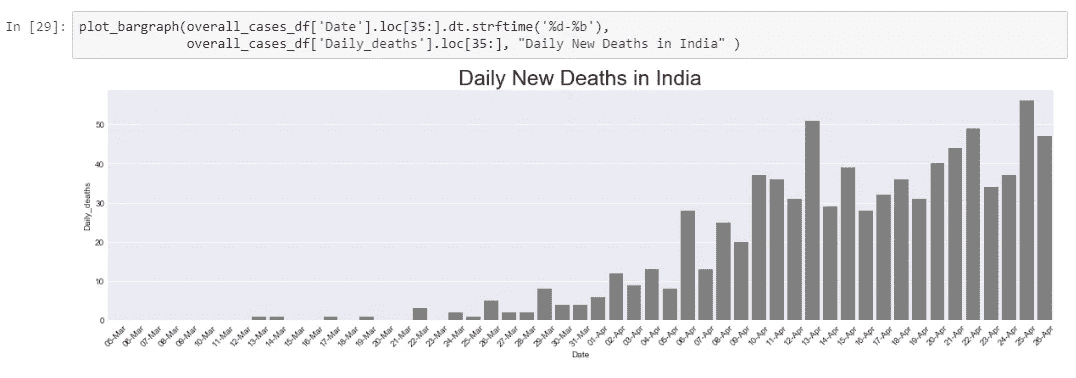 In [29]: plot_bargraph(overall_cases_df['Date'].loc[35:].dt.strftime('%d-%b'),
overall_cases_df['Daily_deaths'].loc[35:], "Daily New Deaths in India" )
Daily New Deaths in India
Daily_deaths
50
40
30
20
10
0
05-Mar
06-Mar
07-Mar
08-Mar
09-Mar
10-Mar
11-Mar
12-Mar
13-Mar
14-Mar
15-Mar
16-Mar
17-Mar
18-Mar
19-Mar
20-Mar
21-Mar
22-Mar
23-Mar
24-Mar
25-Mar
26-Mar
27-Mar
28-Mar
29-Mar
30-Mar
31-Mar
01-Apr
02-Apr
03-Apr
04-Apr
05-Apr
06-Apr
07-Apr
08-Apr
09-Apr
10-Apr
11-Apr
12-Apr
13-Apr
14-Apr
15-Apr
16-Apr
17-Apr
18-Apr
19-Apr
20-Apr
21-Apr
22-Apr
23-Apr
24-Apr
25-Apr
26-Apr
Date